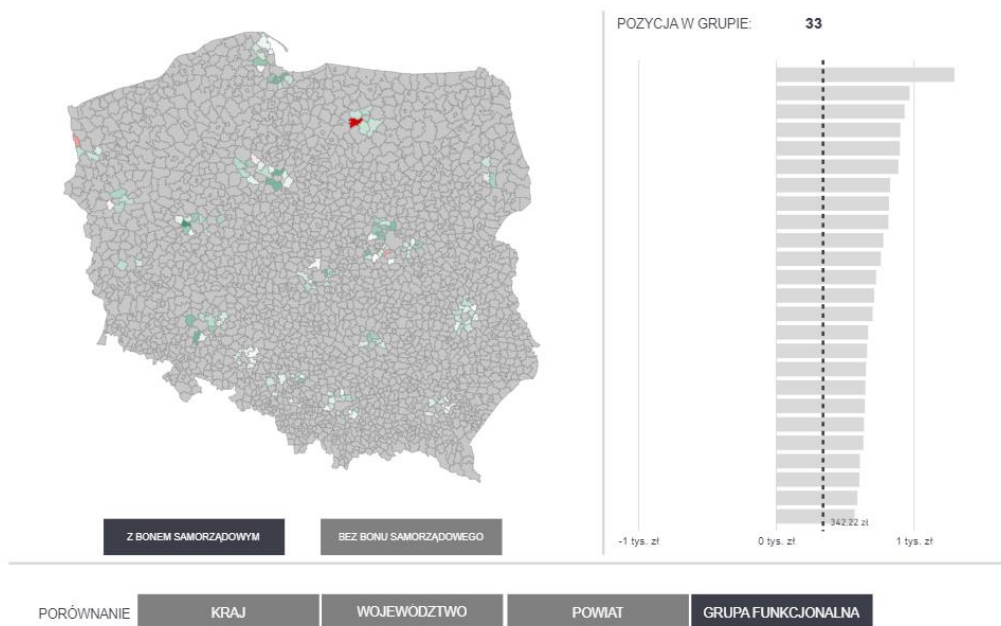 POZYCJA W GRUPIE: 33
342.22 zł
-1 tys. zł 0 tys. zł 1 tys. zł
Z BONEM SAMORZĄDOWYM BEZ BONU SAMORZĄDOWEGO
PORÓWNANIE KRAJ WOJEWÓDZTWO POWIAT GRUPA FUNKCJONALNA